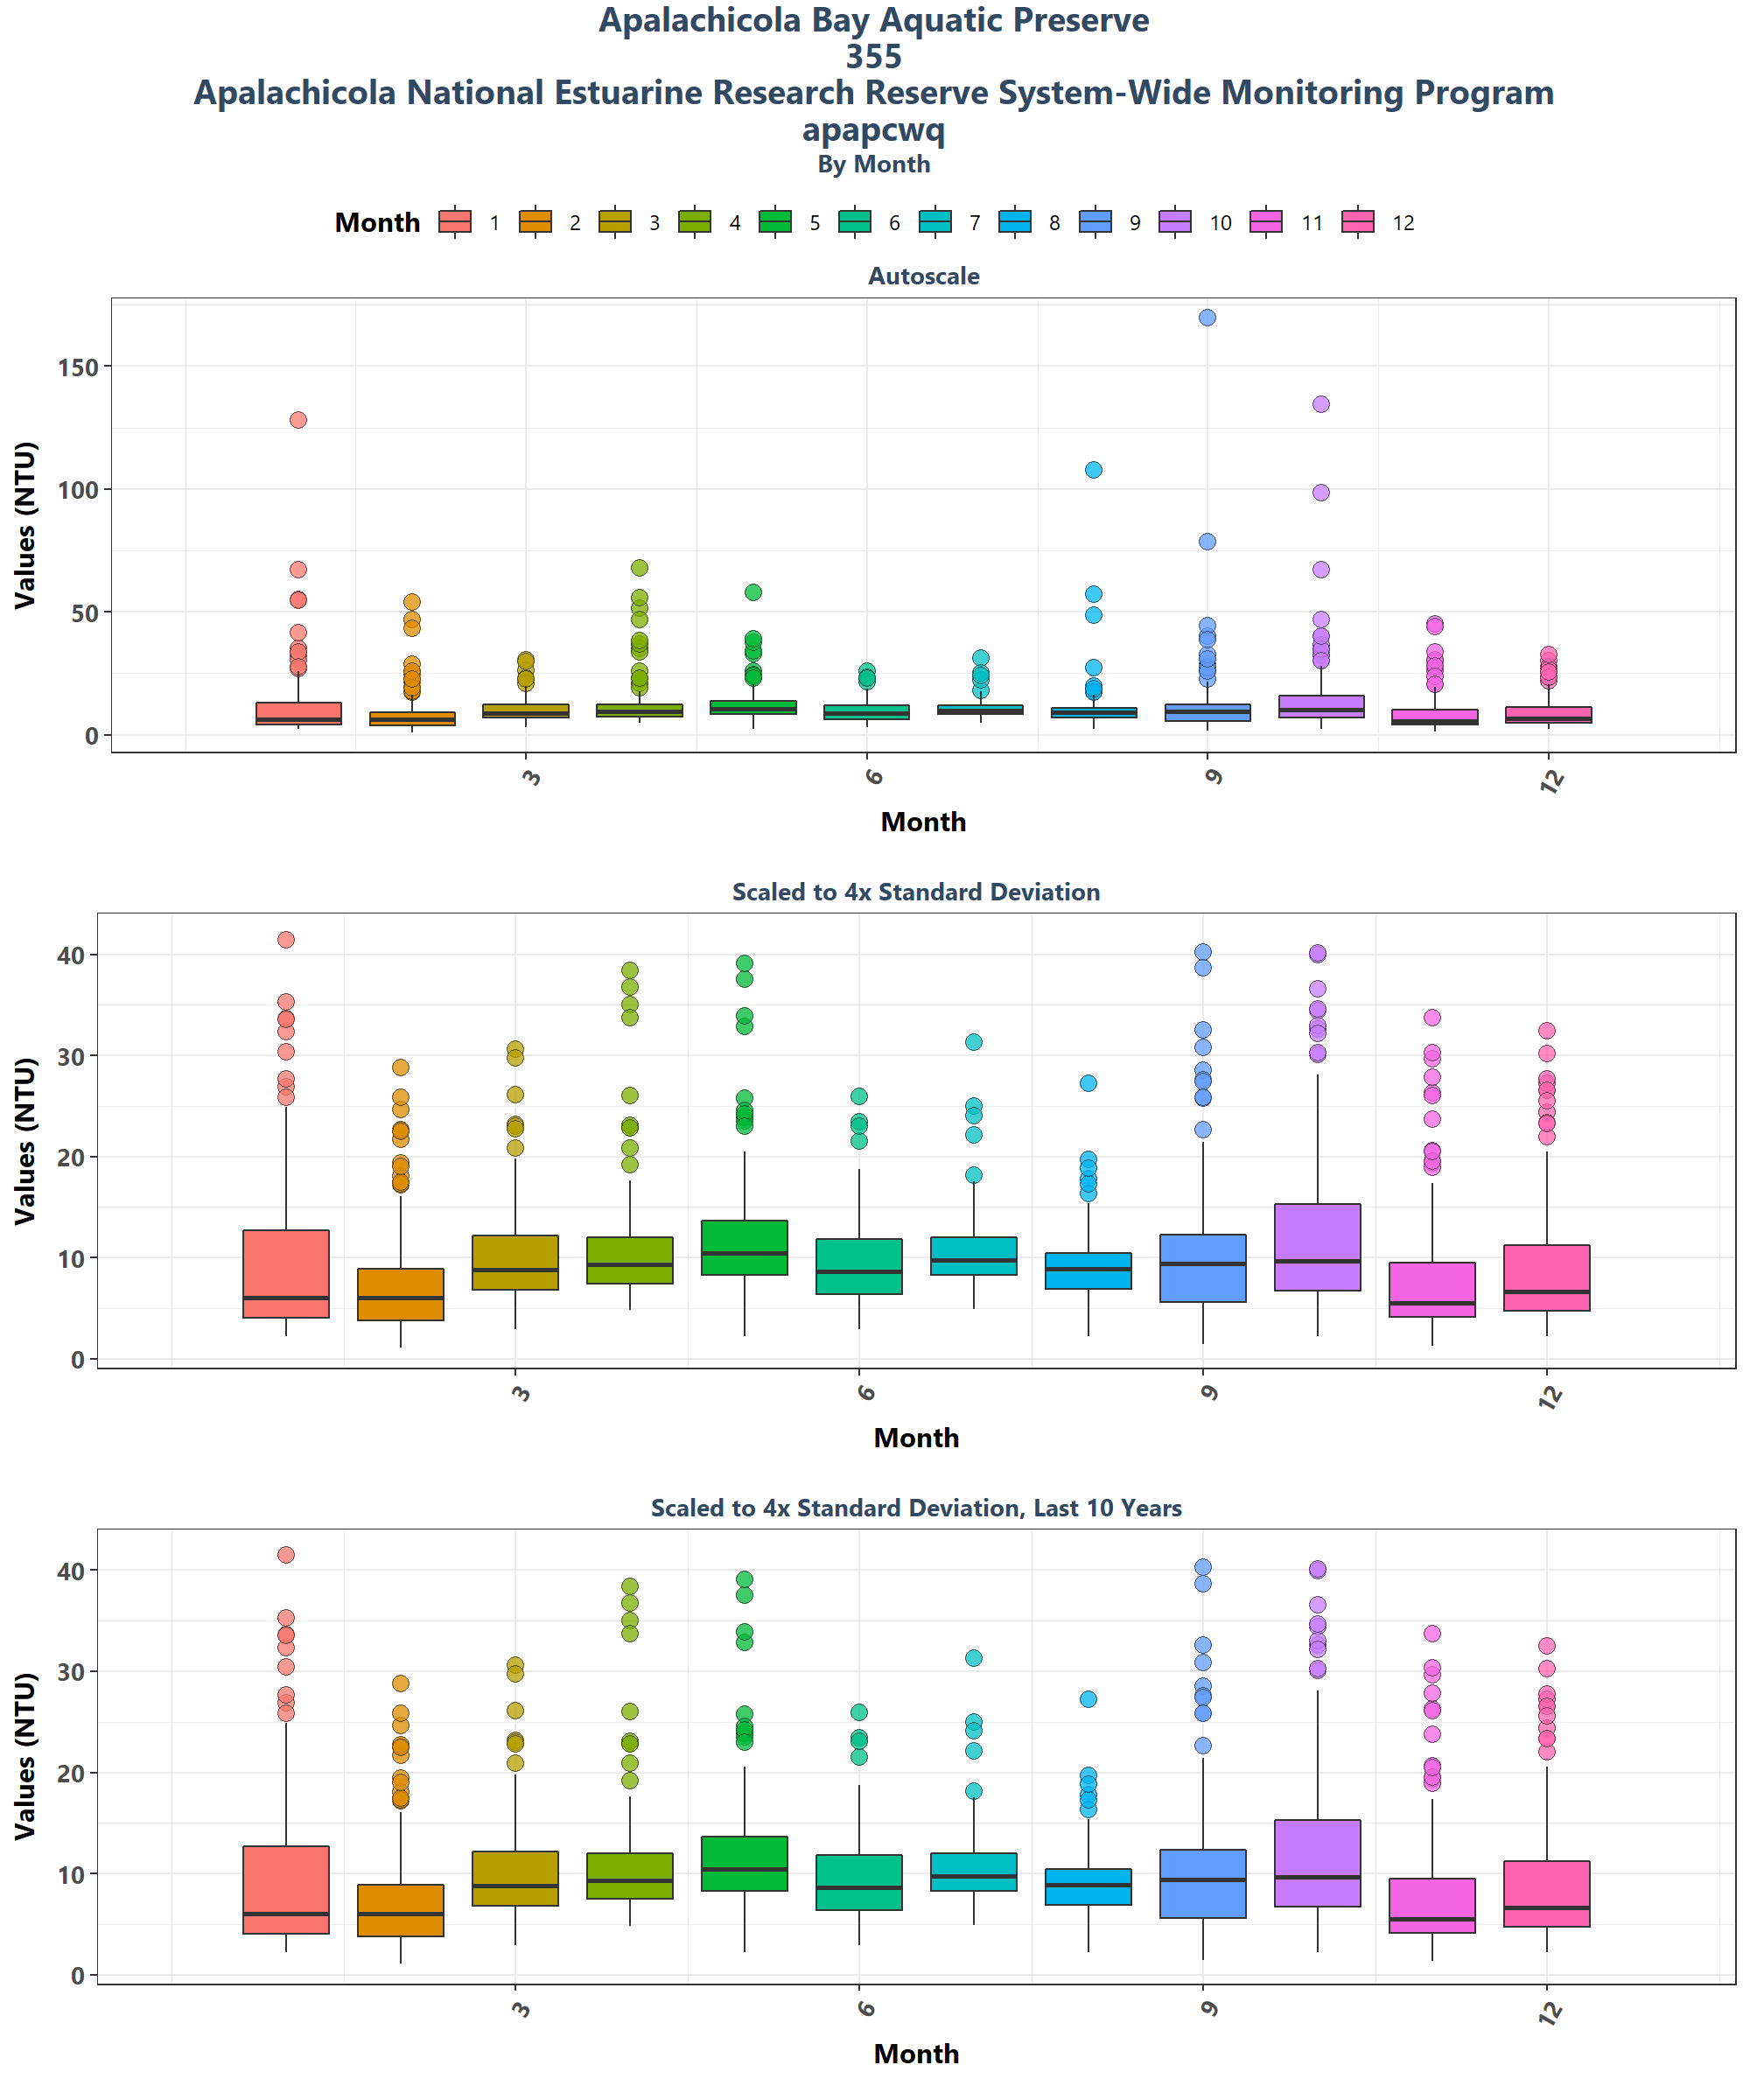 Apalachicola Bay Aquatic Preserve
355
Apalachicola National Estuarine Research Reserve System-Wide Monitoring Program
apapcwq
By Month
Month 1 2 3 4 5 6 7 8 9 10 11 12
Autoscale
Values (NTU)
150
100
50
0
3 6 9 12
Month
Scaled to 4x Standard Deviation
Values (NTU)
40
30
20
10
0
3 6 9 12
Month
Scaled to 4x Standard Deviation, Last 10 Years
Values (NTU)
40
30
20
10
0
3 6 9 12
Month